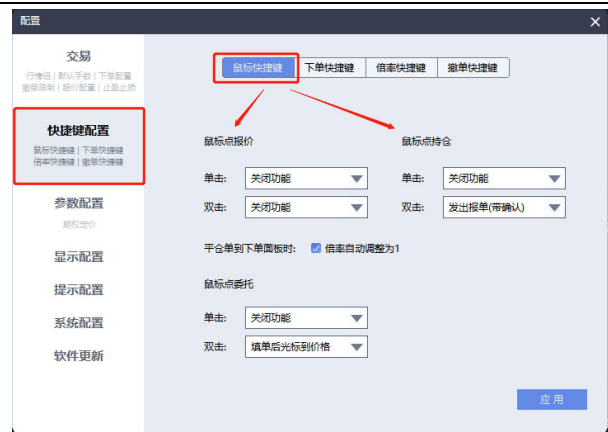 配置
交易
行情组 | 默认手数 | 下单配置
撤单限制 | 报价配置 | 止盈止损
快捷键配置
鼠标快捷键 | 下单快捷键
倍率快捷键 | 撤单快捷键
参数配置
期权定价
显示配置
提示配置
系统配置
软件更新
鼠标快捷键 下单快捷键 倍率快捷键 撤单快捷键
鼠标点报价 鼠标点持仓
单击: 关闭功能 单击: 关闭功能
双击: 关闭功能 双击: 发出报单(带确认)
平仓单到下单面板时: 倍率自动调整为1
鼠标点委托
单击: 关闭功能
双击: 填单后光标到价格
应用